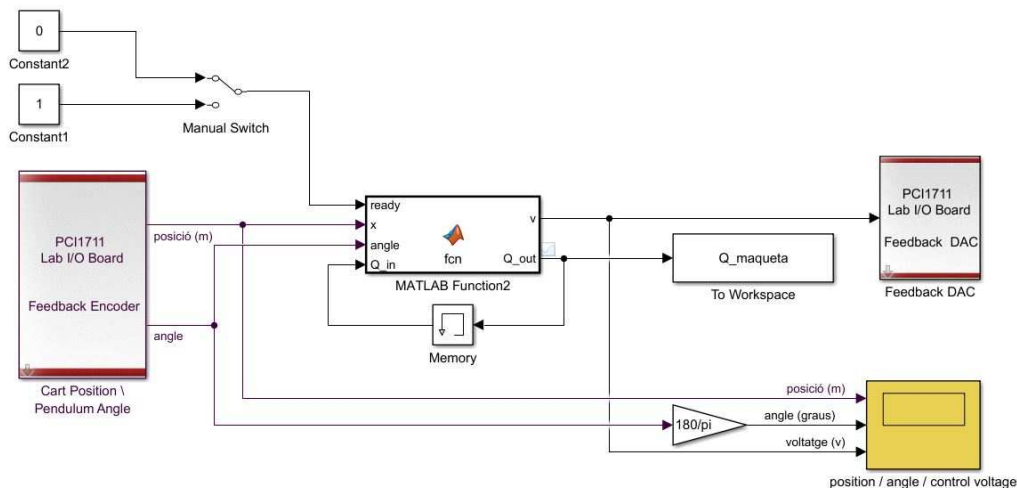 0
Constant2
1
Constant1
Manual Switch
PCI1711
Lab I/O Board
Feedback Encoder
posició (m)
angle
Cart Position \
Pendulum Angle
ready
x
angle
Q_in
fcn
v
Q_out
MATLAB Function2
Memory
Q_maqueta
To Workspace
PCI1711
Lab I/O Board
Feedback DAC
Feedback DAC
180/pi
posició (m)
angle (graus)
voltatge (v)
position / angle / control voltage